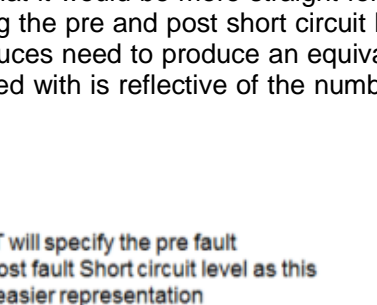 it would be more straight
g the pre and post short circuit
uces need to produce an equiva
ed with is reflective of the numb
will specify the pre fault
ost fault Short circuit level as this
easier representation